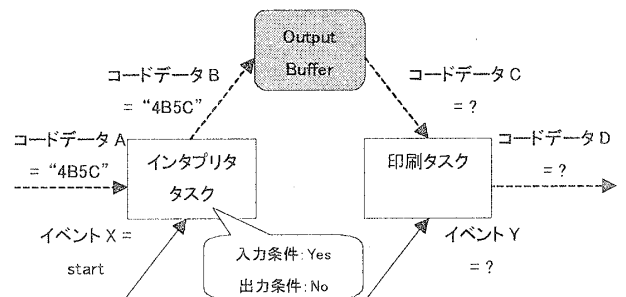 Output
Buffer
コードデータ B
= “4B5C”
コードデータ C
= ?
コードデータ A
= “4B5C”
インタプリタ
タスク
印刷タスク
コードデータ D
= ?
イベント X =
start
入力条件: Yes
出力条件: No
イベント Y
= ?